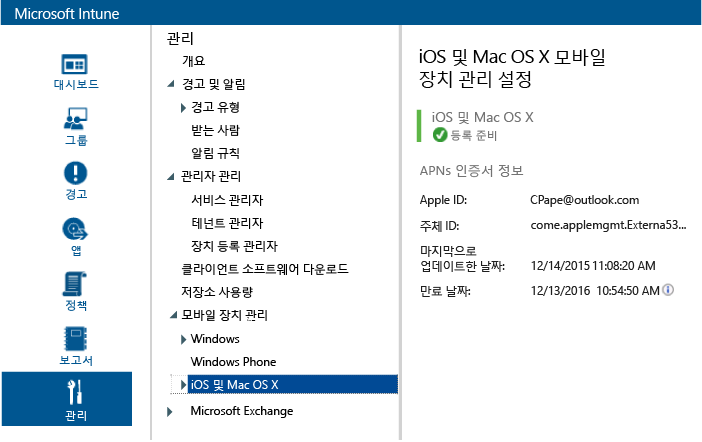 Microsoft Intune
대시보드
그룹
경고
앱
정책
보고서
관리
관리
개요
경고 및 알림
경고 유형
받는 사람
알림 규칙
관리자 관리
서비스 관리자
테넌트 관리자
장치 등록 관리자
클라이언트 소프트웨어 다운로드
저장소 사용량
모바일 장치 관리
Windows
Windows Phone
iOS 및 Mac OS X
Microsoft Exchange
iOS 및 Mac OS X 모바일
장치 관리 설정
iOS 및 Mac OS X
등록 준비
APNs 인증서 정보
Apple ID: CPape@outlook.com
주체 ID: come.applemgmt.Externa53...
마지막으로
업데이트한 날짜: 12/14/2015 11:08:20 AM
만료 날짜: 12/13/2016 10:54:50 AM